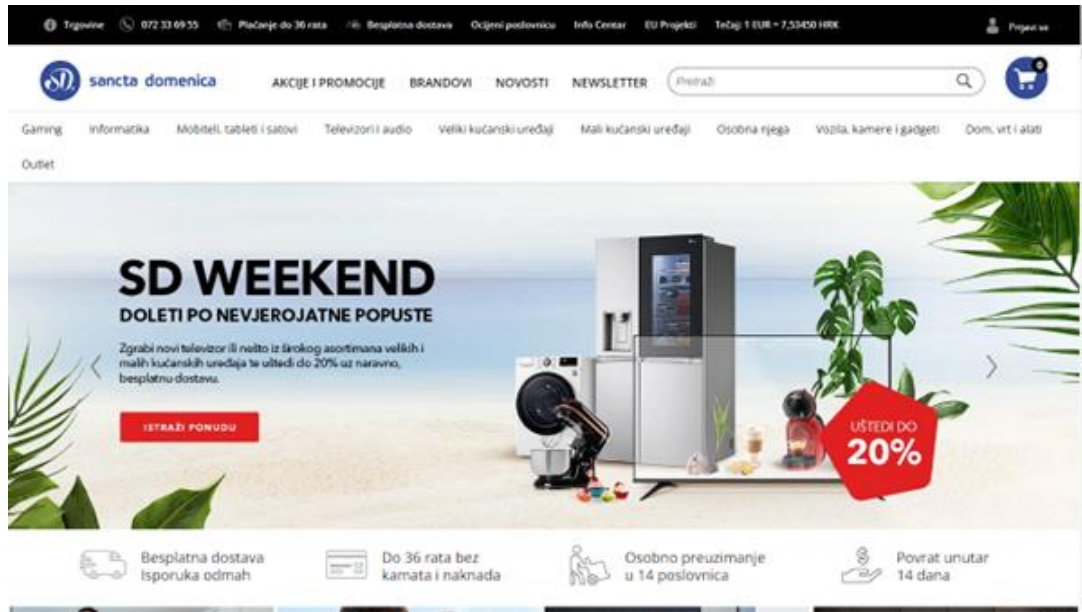 Trgovine 072 33 69 55 Plaćanje do 36 rata Besplatna dostava Ocijeni poslovnicu Info Centar EU Projekti Tečaj: 1 EUR = 7,53450 HRK Prijavi se
SD. sancta domenica AKCIJE I PROMOCIJE BRANDOVI NOVOSTI NEWSLETTER Pretraži 0
Gaming Informatika Mobiteli, tableti i satovi Televizori i audio Veliki kućanski uređaji Mali kućanski uređaji Osobna njega Vozila, kamere i gadgeti Dom, vrt i alati
Outlet
SD WEEKEND
DOLETI PO NEVJEROJATNE POPUSTE
Zgrabi novi televizor ili nešto iz širokog asortimana velikih i
malih kućanskih uređaja te uštedi do 20% uz naravno,
besplatnu dostavu.
ISTRAŽI PONUDU
UŠTEDI DO
20%
Besplatna dostava
Isporuka odmah
Do 36 rata bez
kamata i naknada
Osobno preuzimanje
u 14 poslovnica
Povrat unutar
14 dana